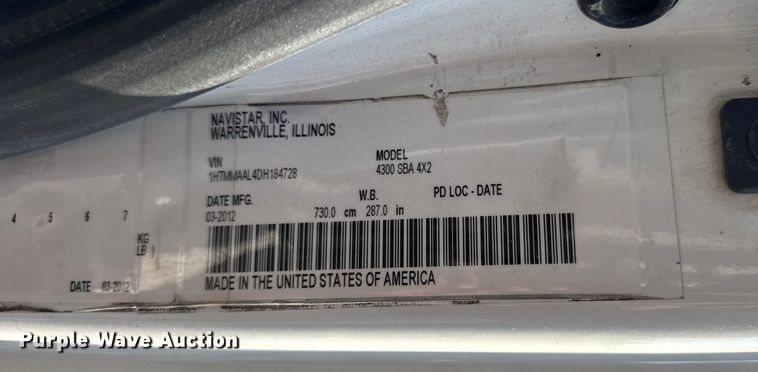 NAVISTAR, INC.
WARRENVILLE, ILLINOIS
VIN
1HTMMAAL4DH184728
MODEL
4300 SBA 4X2
DATE MFG.
03-2012
W.B.
730.0 cm 287.0 in
PD LOC - DATE
MADE IN THE UNITED STATES OF AMERICA
4 5 6 7
KG
LB
DATE 03-2012
Purple Wave Auction